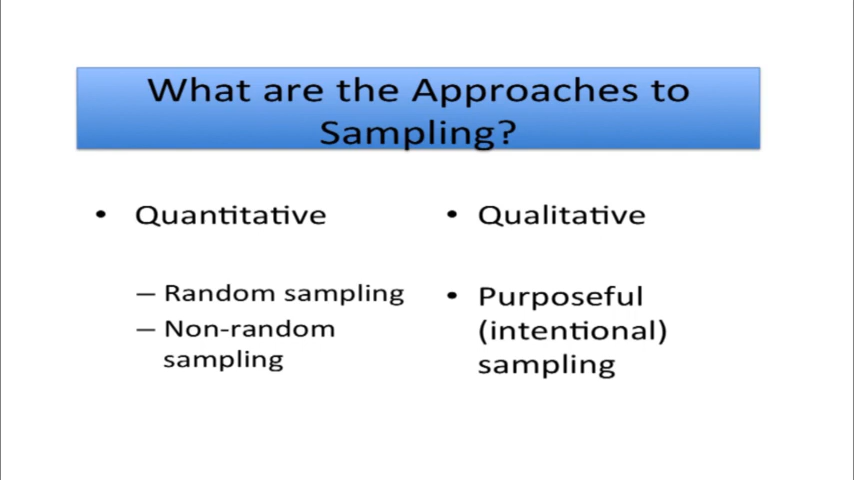 What are the Approaches to
Sampling?
• Quantitative
– Random sampling
– Non-random
sampling
• Qualitative
• Purposeful
(intentional)
sampling